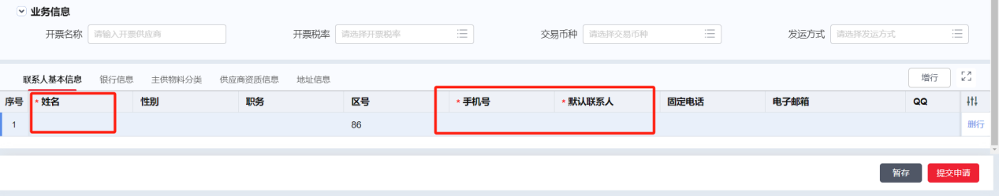 业务信息
开票名称 请输入开票供应商 开票税率 请选择开票税率 交易币种 请选择交易币种 发运方式 请选择发运方式
联系人基本信息 银行信息 主供物料分类 供应商资质信息 地址信息 增行
序号 * 姓名 性别 职务 区号 * 手机号 * 默认联系人 固定电话 电子邮箱 QQ
1 86 删行
暂存 提交申请